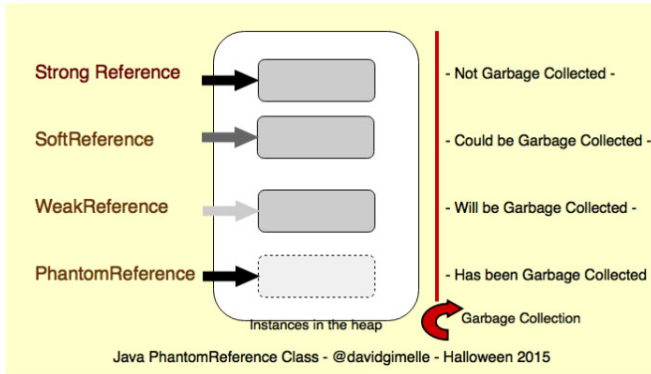 Strong Reference
- Not Garbage Collected -
SoftReference
- Could be Garbage Collected -
WeakReference
- Will be Garbage Collected -
PhantomReference
- Has been Garbage Collected
Instances in the heap
Garbage Collection
Java PhantomReference Class - @davidgimelle - Halloween 2015